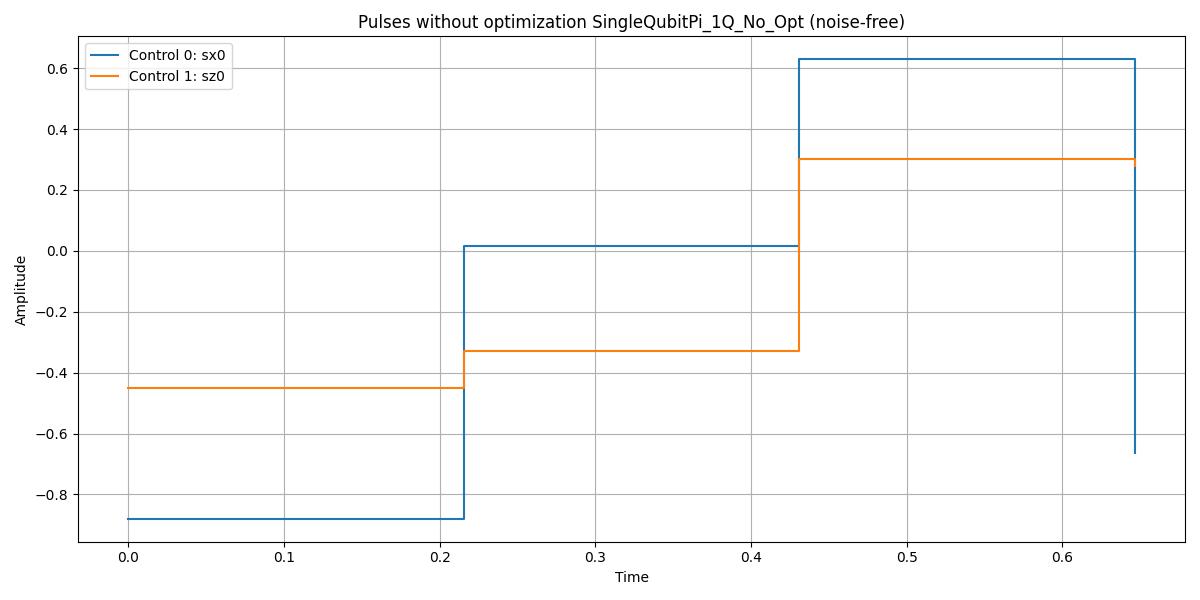 Pulses without optimization SingleQubitPi_1Q_No_Opt (noise-free)
Control 0: sx0
Control 1: sz0
Amplitude
0.6
0.4
0.2
0.0
−0.2
−0.4
−0.6
−0.8
0.0 0.1 0.2 0.3 0.4 0.5 0.6
Time